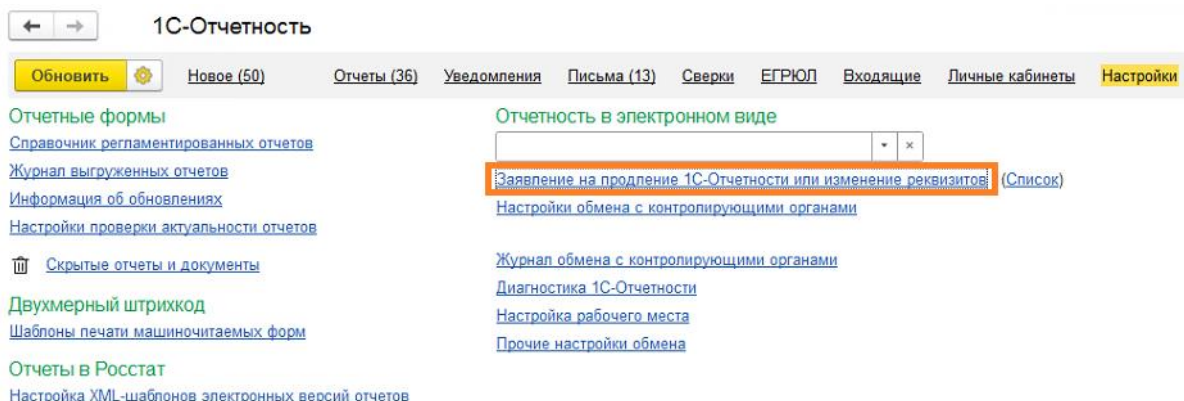 1С-Отчетность
Обновить Новое (50) Отчеты (36) Уведомления Письма (13) Сверки ЕГРЮЛ Входящие Личные кабинеты Настройки
Отчетные формы
Справочник регламентированных отчетов
Журнал выгруженных отчетов
Информация об обновлениях
Настройки проверки актуальности отчетов
Скрытые отчеты и документы
Двухмерный штрихкод
Шаблоны печати машиночитаемых форм
Отчеты в Росстат
Настройка XML-шаблонов электронных версий отчетов
Отчетность в электронном виде
Заявление на продление 1С-Отчетности или изменение реквизитов (Список)
Настройки обмена с контролирующими органами
Журнал обмена с контролирующими органами
Диагностика 1С-Отчетности
Настройка рабочего места
Прочие настройки обмена